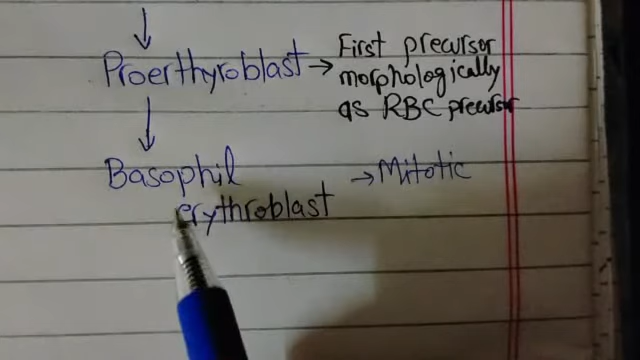 Proerthyroblast → First precursor
morphologically
as RBC precursor
Basophil
erythroblast → Mitotic